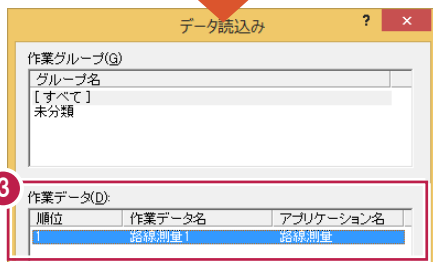 データ読込み ? ×
作業グループ(G)
グループ名
[すべて]
未分類
3
作業データ(D):
順位 作業データ名 アプリケーション名
1 路線測量1 路線測量